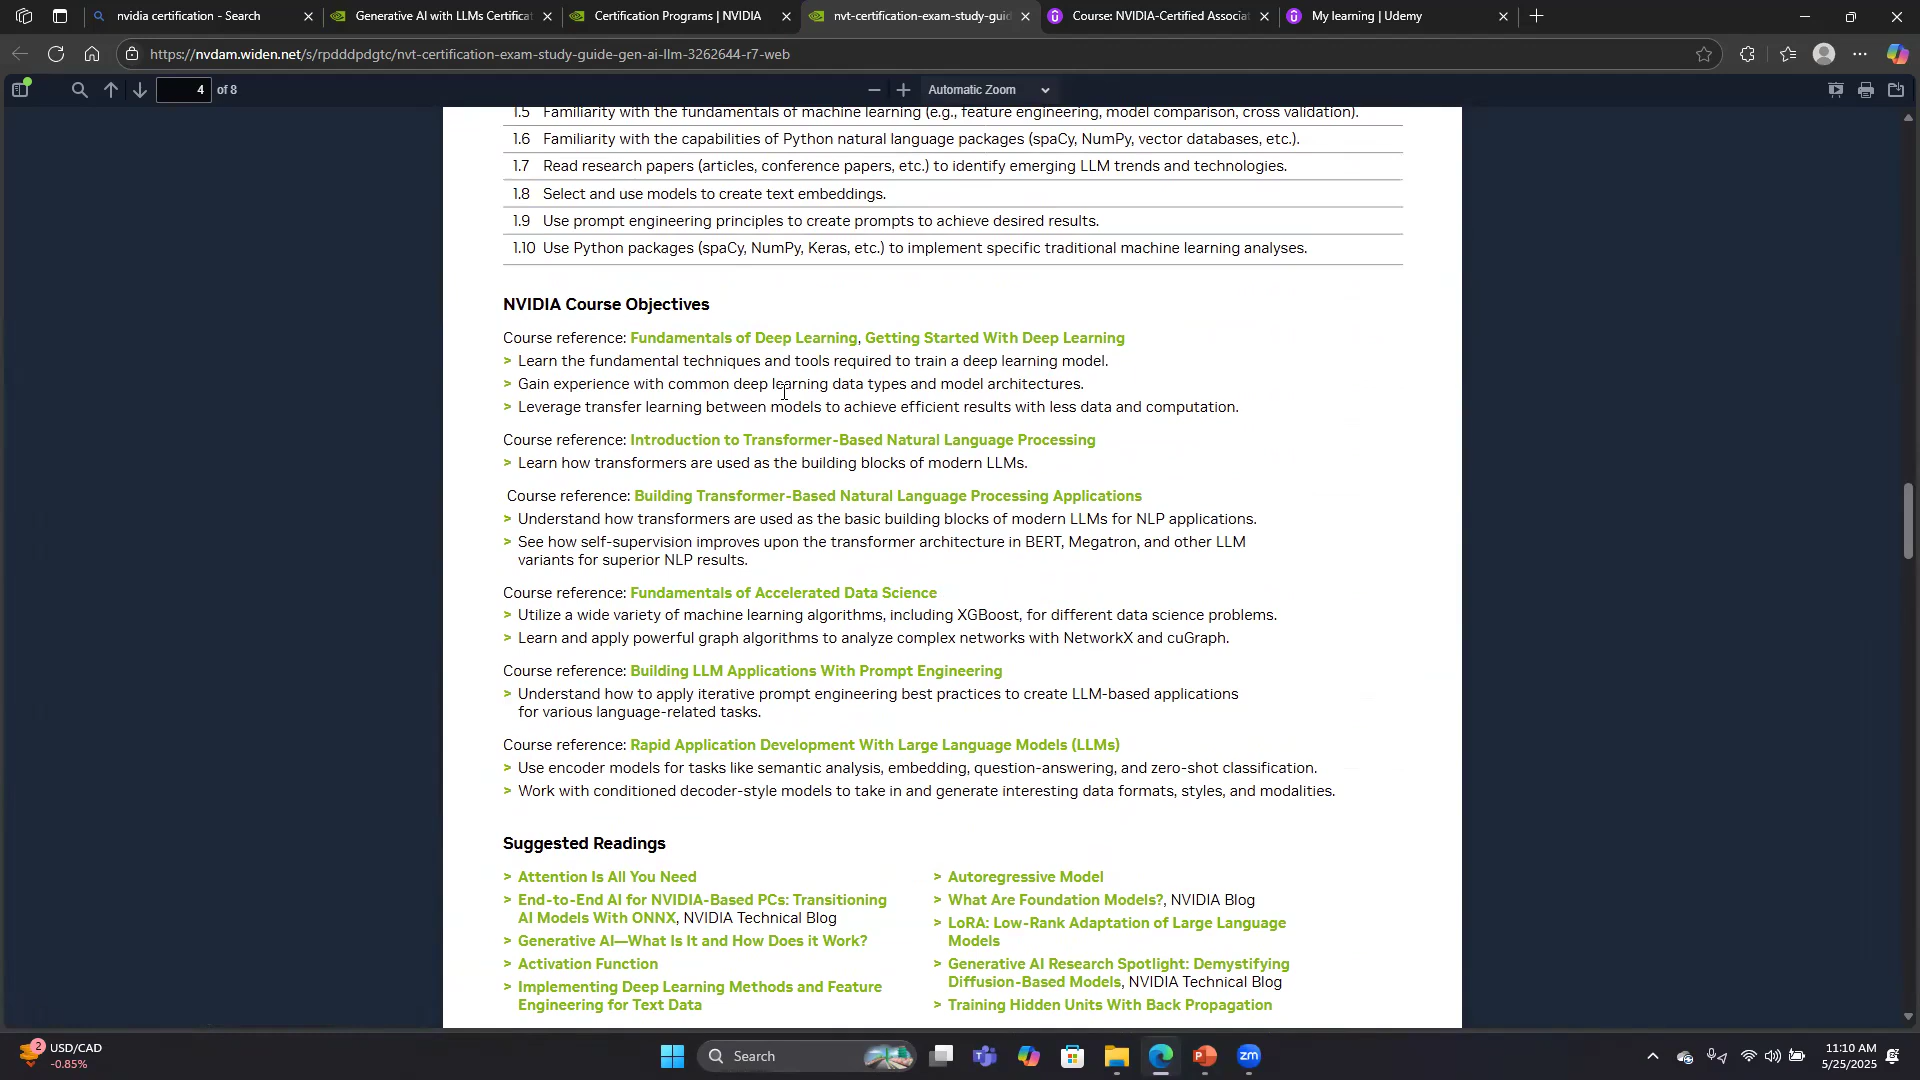 nvidia certification - Search
Generative AI with LLMs Certificat
Certification Programs | NVIDIA
nvt-certification-exam-study-guid
Course: NVIDIA-Certified Associat
My learning | Udemy
https://nvdam.widen.net/s/rpdddpdgtc/nvt-certification-exam-study-guide-gen-ai-llm-3262644-r7-web
4 of 8
Automatic Zoom
1.5 Familiarity with the fundamentals of machine learning (e.g., feature engineering, model comparison, cross validation).
1.6 Familiarity with the capabilities of Python natural language packages (spaCy, NumPy, vector databases, etc.).
1.7 Read research papers (articles, conference papers, etc.) to identify emerging LLM trends and technologies.
1.8 Select and use models to create text embeddings.
1.9 Use prompt engineering principles to create prompts to achieve desired results.
1.10 Use Python packages (spaCy, NumPy, Keras, etc.) to implement specific traditional machine learning analyses.
NVIDIA Course Objectives
Course reference: Fundamentals of Deep Learning, Getting Started With Deep Learning
> Learn the fundamental techniques and tools required to train a deep learning model.
> Gain experience with common deep learning data types and model architectures.
> Leverage transfer learning between models to achieve efficient results with less data and computation.
Course reference: Introduction to Transformer-Based Natural Language Processing
> Learn how transformers are used as the building blocks of modern LLMs.
Course reference: Building Transformer-Based Natural Language Processing Applications
> Understand how transformers are used as the basic building blocks of modern LLMs for NLP applications.
> See how self-supervision improves upon the transformer architecture in BERT, Megatron, and other LLM
variants for superior NLP results.
Course reference: Fundamentals of Accelerated Data Science
> Utilize a wide variety of machine learning algorithms, including XGBoost, for different data science problems.
> Learn and apply powerful graph algorithms to analyze complex networks with NetworkX and cuGraph.
Course reference: Building LLM Applications With Prompt Engineering
> Understand how to apply iterative prompt engineering best practices to create LLM-based applications
for various language-related tasks.
Course reference: Rapid Application Development With Large Language Models (LLMs)
> Use encoder models for tasks like semantic analysis, embedding, question-answering, and zero-shot classification.
> Work with conditioned decoder-style models to take in and generate interesting data formats, styles, and modalities.
Suggested Readings
> Attention Is All You Need
> End-to-End AI for NVIDIA-Based PCs: Transitioning
AI Models With ONNX, NVIDIA Technical Blog
> Generative AI—What Is It and How Does it Work?
> Activation Function
> Implementing Deep Learning Methods and Feature
Engineering for Text Data
> Autoregressive Model
> What Are Foundation Models?, NVIDIA Blog
> LoRA: Low-Rank Adaptation of Large Language
Models
> Generative AI Research Spotlight: Demystifying
Diffusion-Based Models, NVIDIA Technical Blog
> Training Hidden Units With Back Propagation
2
USD/CAD
-0.85%
Search
zm
11:10 AM
5/25/2025